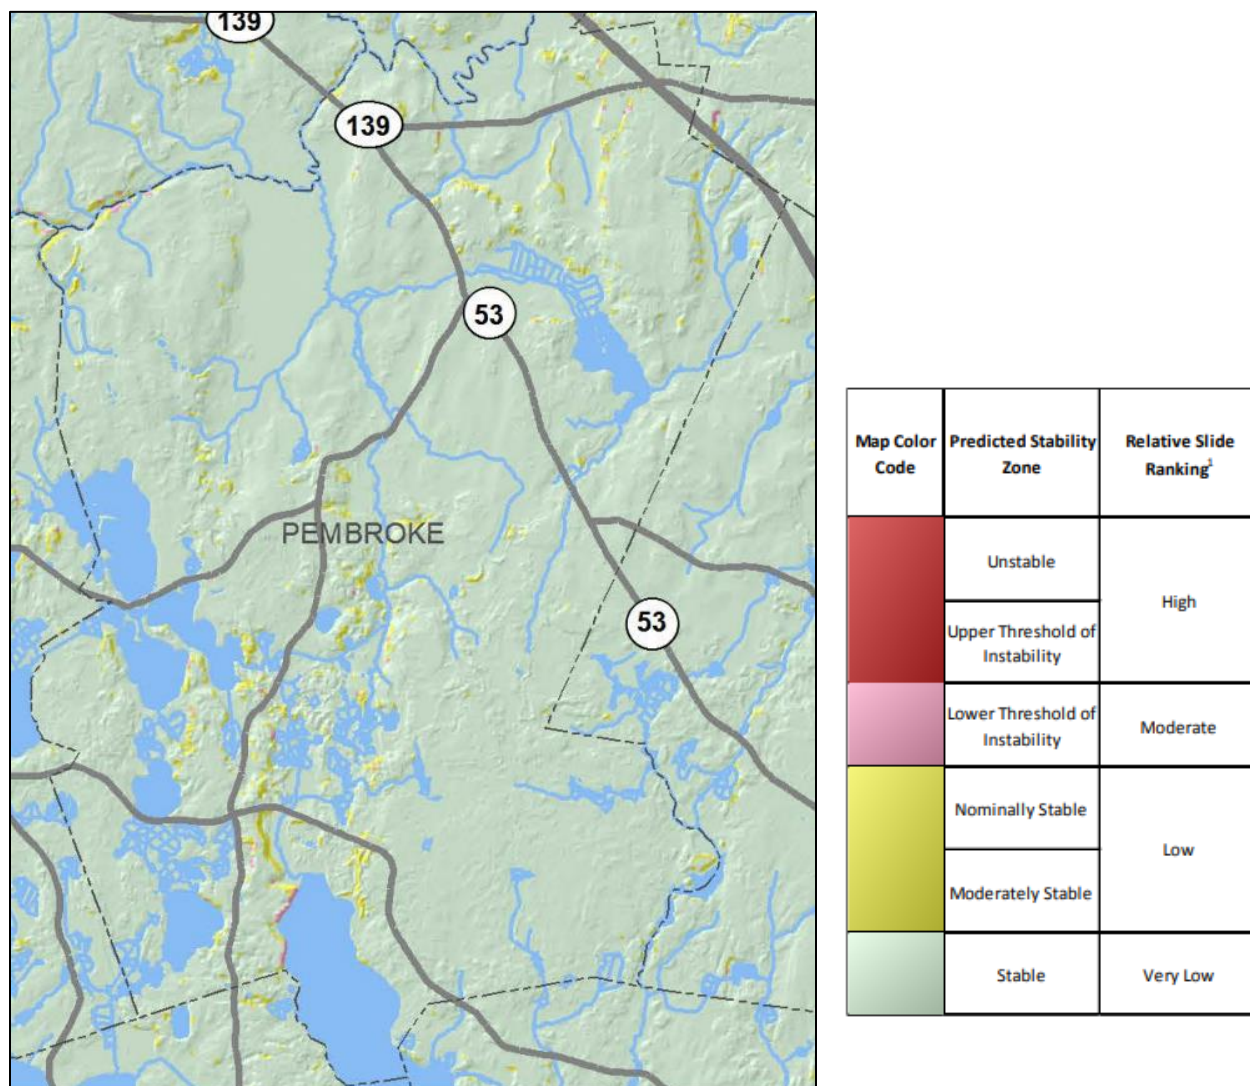 139
139
53
PEMBROKE
53
Map Color
Code
Predicted Stability
Zone
Relative Slide
Ranking¹
Unstable
High
Upper Threshold of
Instability
Lower Threshold of
Instability
Moderate
Nominally Stable
Low
Moderately Stable
Stable
Very Low